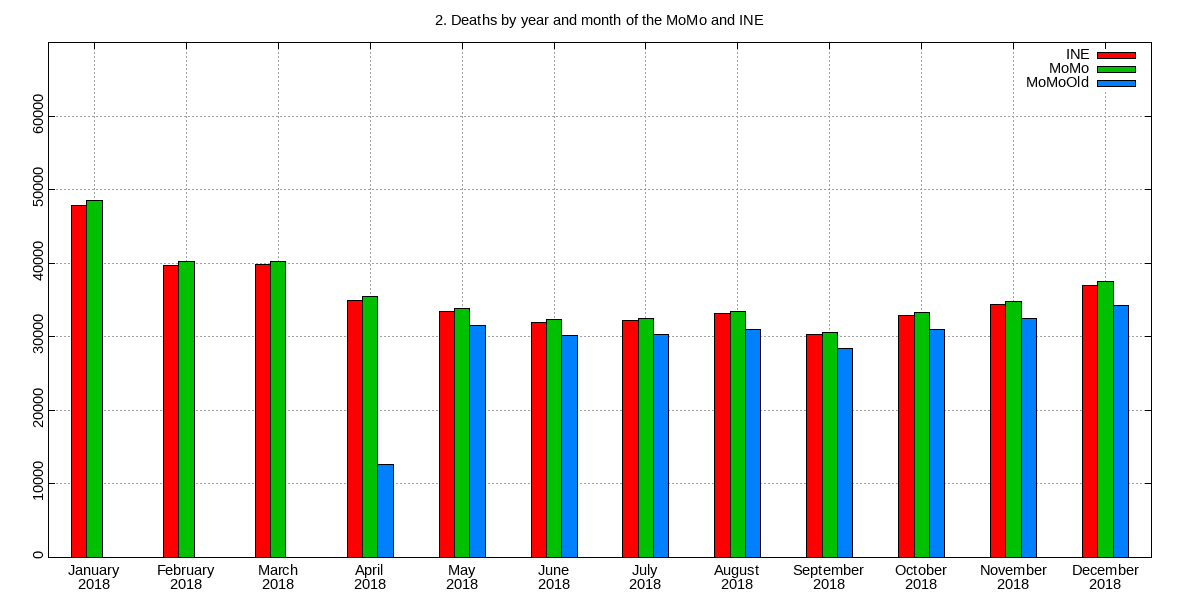 2. Deaths by year and month of the MoMo and INE
INE
MoMo
MoMoOld
60000
50000
40000
30000
20000
10000
0
January February March April May June July August September October November December
2018 2018 2018 2018 2018 2018 2018 2018 2018 2018 2018 2018